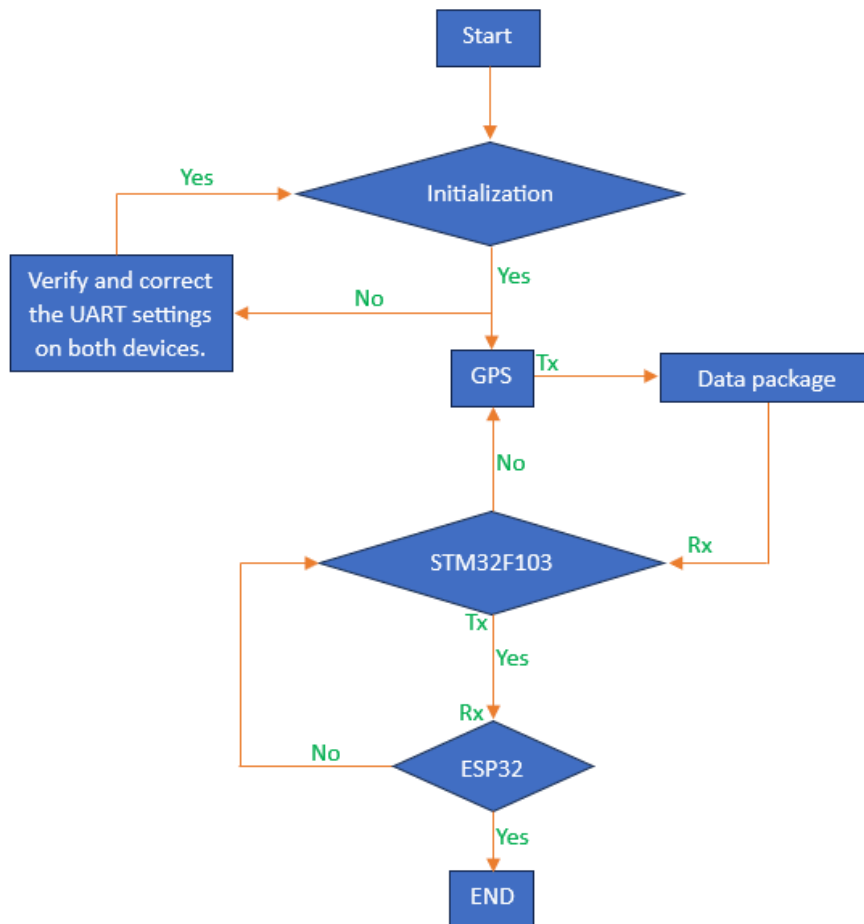 Start
Initialization
Yes
Yes
No
Verify and correct
the UART settings
on both devices.
GPS
Tx
Data package
No
Rx
STM32F103
Tx
Yes
Rx
No
ESP32
Yes
END